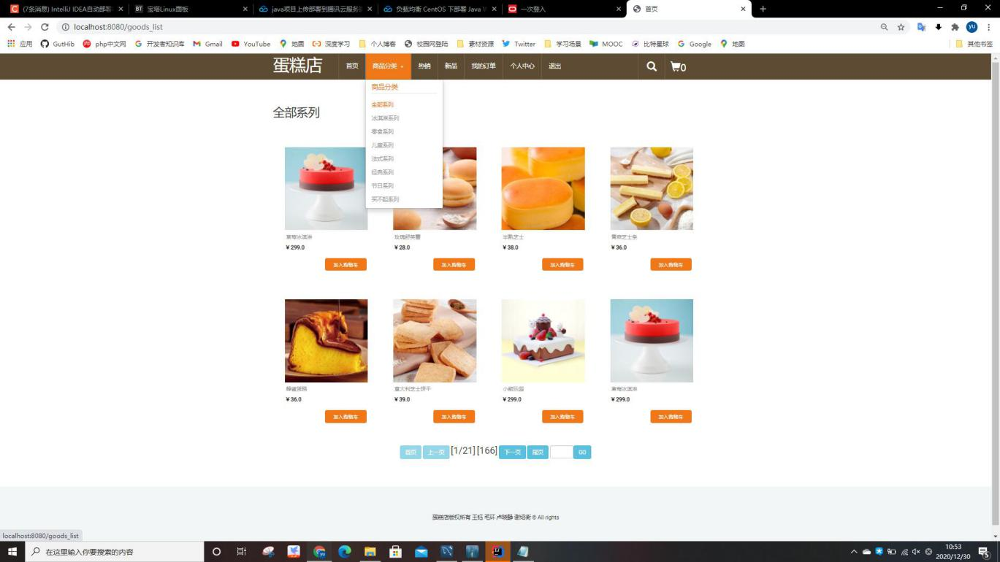 (7条消息) IntelliJ IDEA自动部署
宝塔Linux面板
java项目上传部署到腾讯云服务
负载均衡 CentOS 下部署 Java
一次登入
首页
localhost:8080/goods_list
应用 GutHib php中文网 开发者知识库 Gmail YouTube 地图 深度学习 个人博客 校园网登陆 素材资源 Twitter 学习场景 MOOC 比特星球 Google 地图 其他书签
蛋糕店 首页 商品分类 热销 新品 我的订单 个人中心 退出 0
商品分类
全部系列
冰淇淋系列
零食系列
儿童系列
法式系列
经典系列
节日系列
买不起系列
全部系列
草莓冰淇淋 玫瑰舒芙蕾 半熟芝士 青森芝士条
¥ 299.0 ¥ 28.0 ¥ 38.0 ¥ 36.0
加入购物车 加入购物车 加入购物车 加入购物车
蜂蜜蛋糕 意大利芝士饼干 小熊乐园 草莓冰淇淋
¥ 36.0 ¥ 39.0 ¥ 299.0 ¥ 299.0
加入购物车 加入购物车 加入购物车 加入购物车
首页 上一页 [1/21] [166] 下一页 尾页 GO
蛋糕店版权所有 王钰 毛环 卢晓静 © All rights
localhost:8080/goods_list
在这里输入你要搜索的内容
10:53
2020/12/30
5